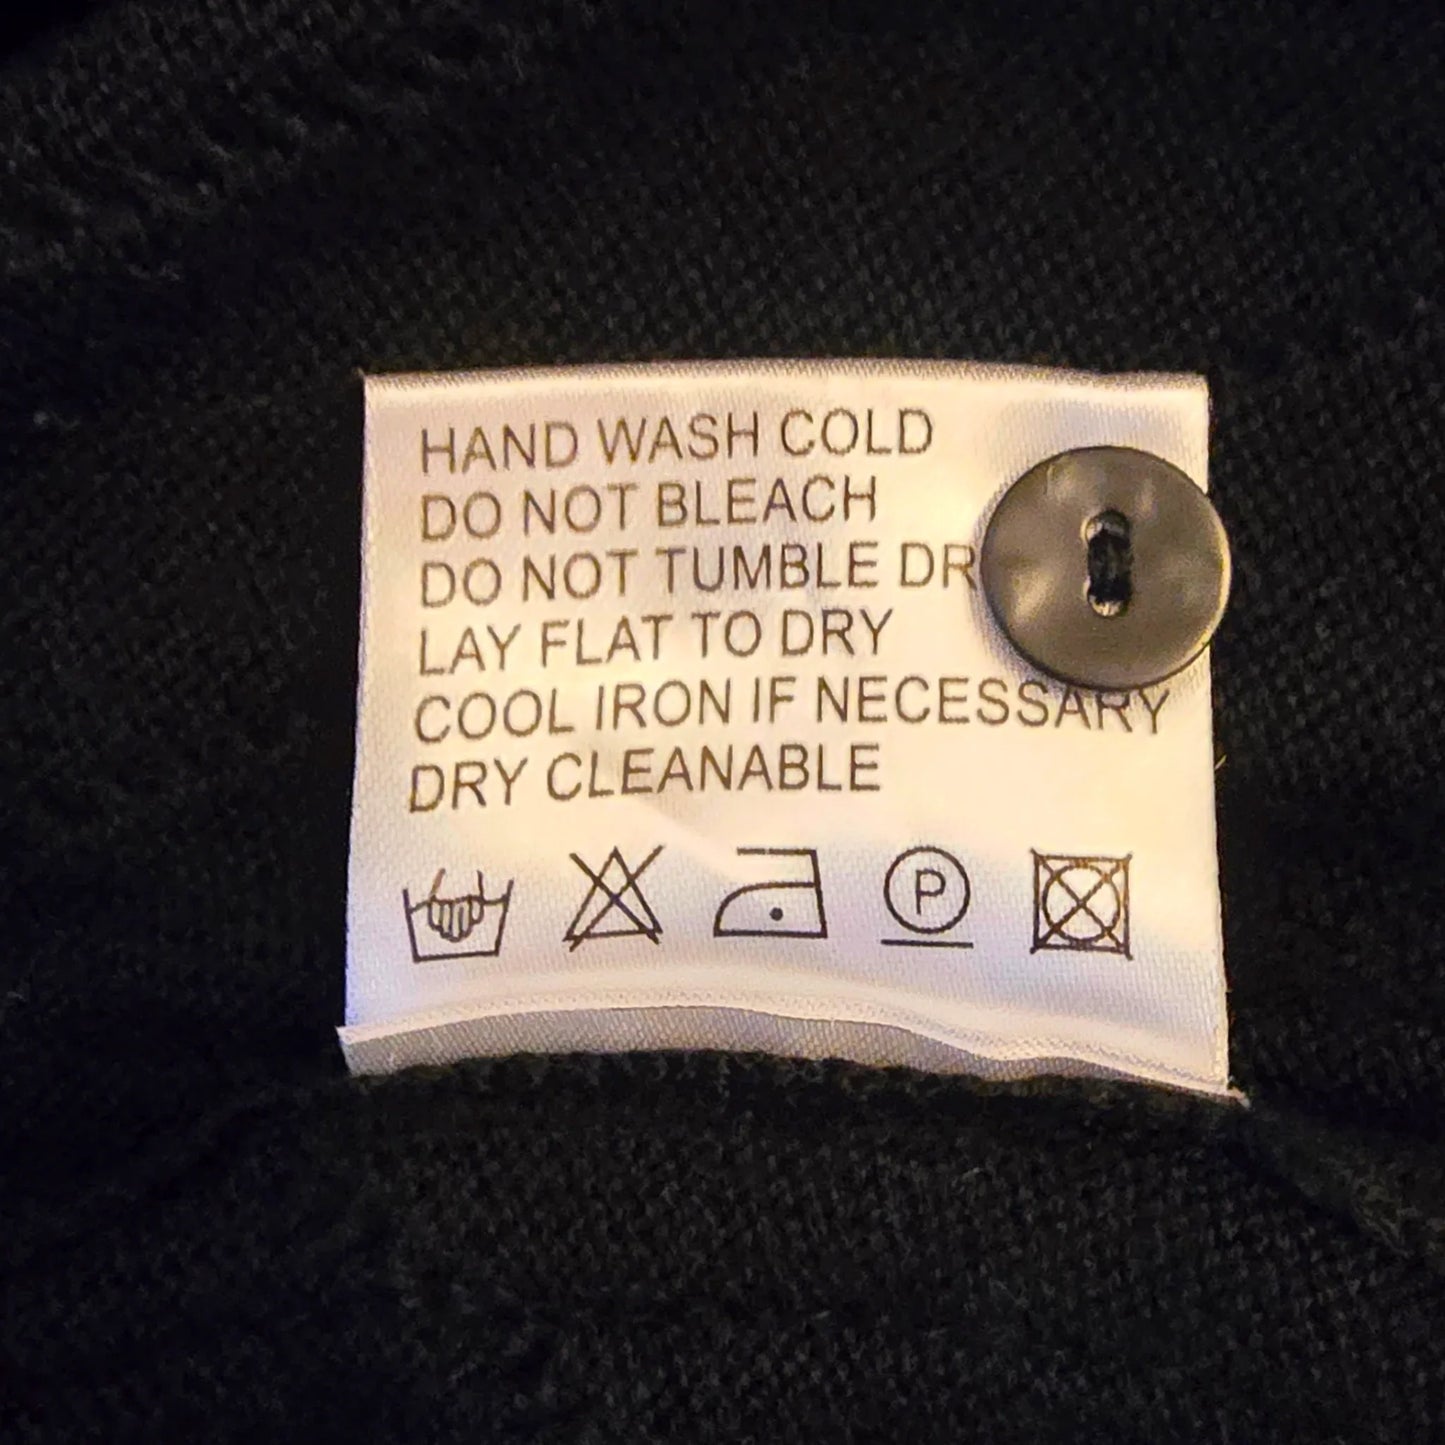 HAND WASH COLD
DO NOT BLEACH
DO NOT TUMBLE DR
LAY FLAT TO DRY
COOL IRON IF NECESSARY
DRY CLEANABLE
P